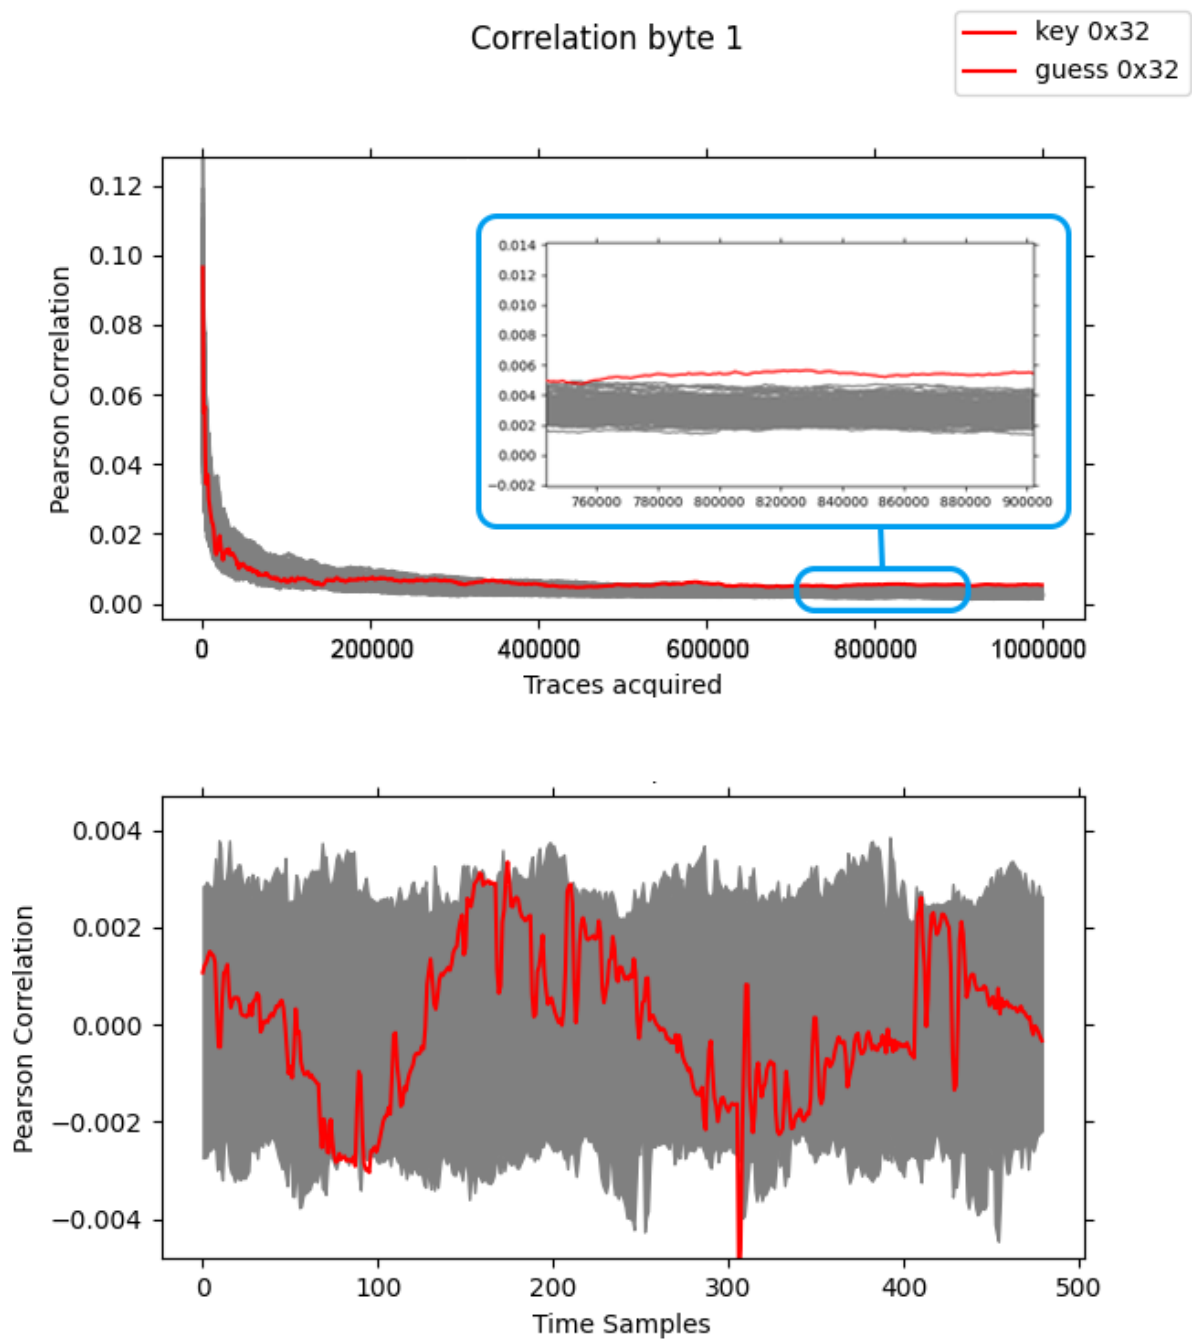 Correlation byte 1
key 0x32
guess 0x32
Pearson Correlation
0.12
0.10
0.08
0.06
0.04
0.02
0.00
0.014
0.012
0.010
0.008
0.006
0.004
0.002
0.000
−0.002
760000 780000 800000 820000 840000 860000 880000 900000
0 200000 400000 600000 800000 1000000
Traces acquired
Pearson Correlation
0.004
0.002
0.000
−0.002
−0.004
0 100 200 300 400 500
Time Samples